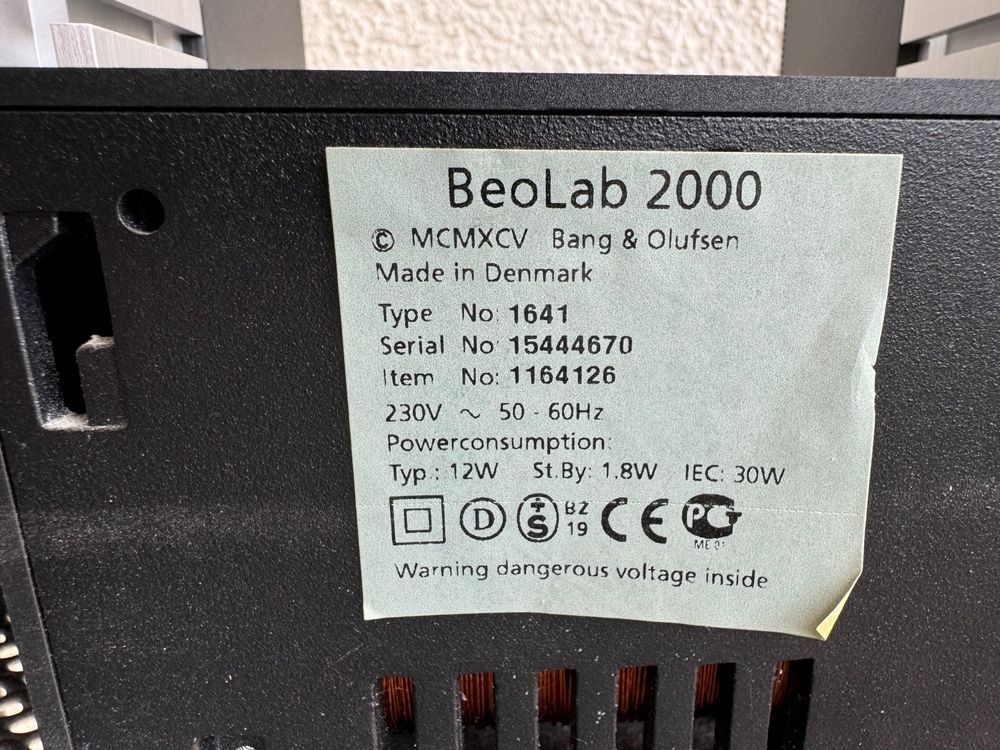 BeoLab 2000
© MCMXCV Bang & Olufsen
Made in Denmark
Type No: 1641
Serial No 15444670
Item No: 1164126
230V ~ 50 - 60Hz
Powerconsumption:
Typ.: 12W St.By: 1.8W IEC: 30W
D S BZ 19 CE PCT
Warning dangerous voltage inside